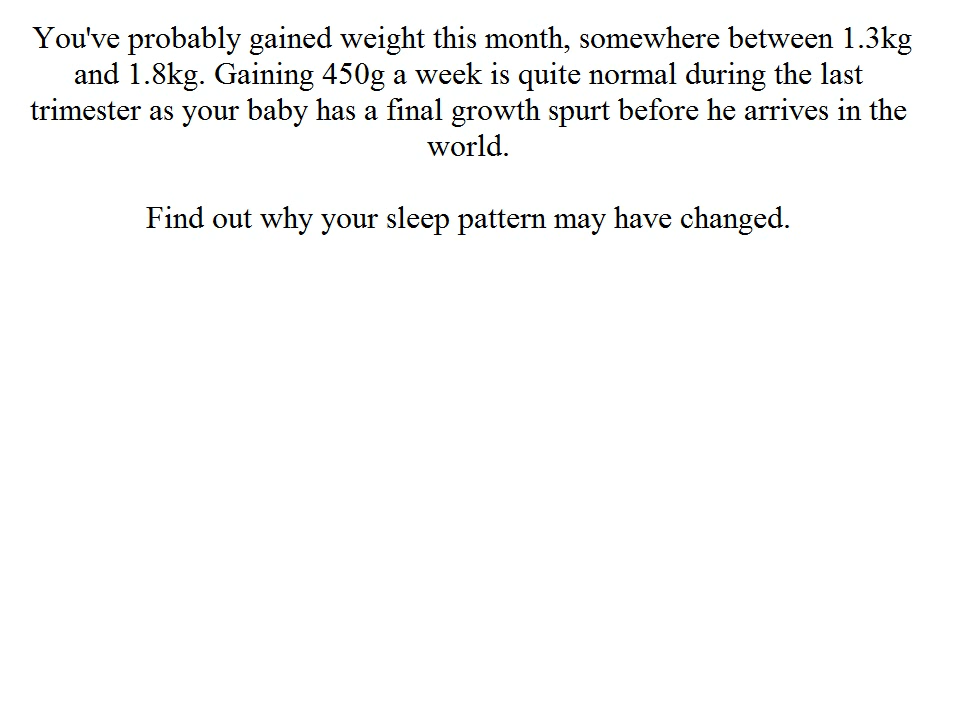 You've probably gained weight this month, somewhere between 1.3kg
and 1.8kg. Gaining 450g a week is quite normal during the last
trimester as your baby has a final growth spurt before he arrives in the
world.
Find out why your sleep pattern may have changed.